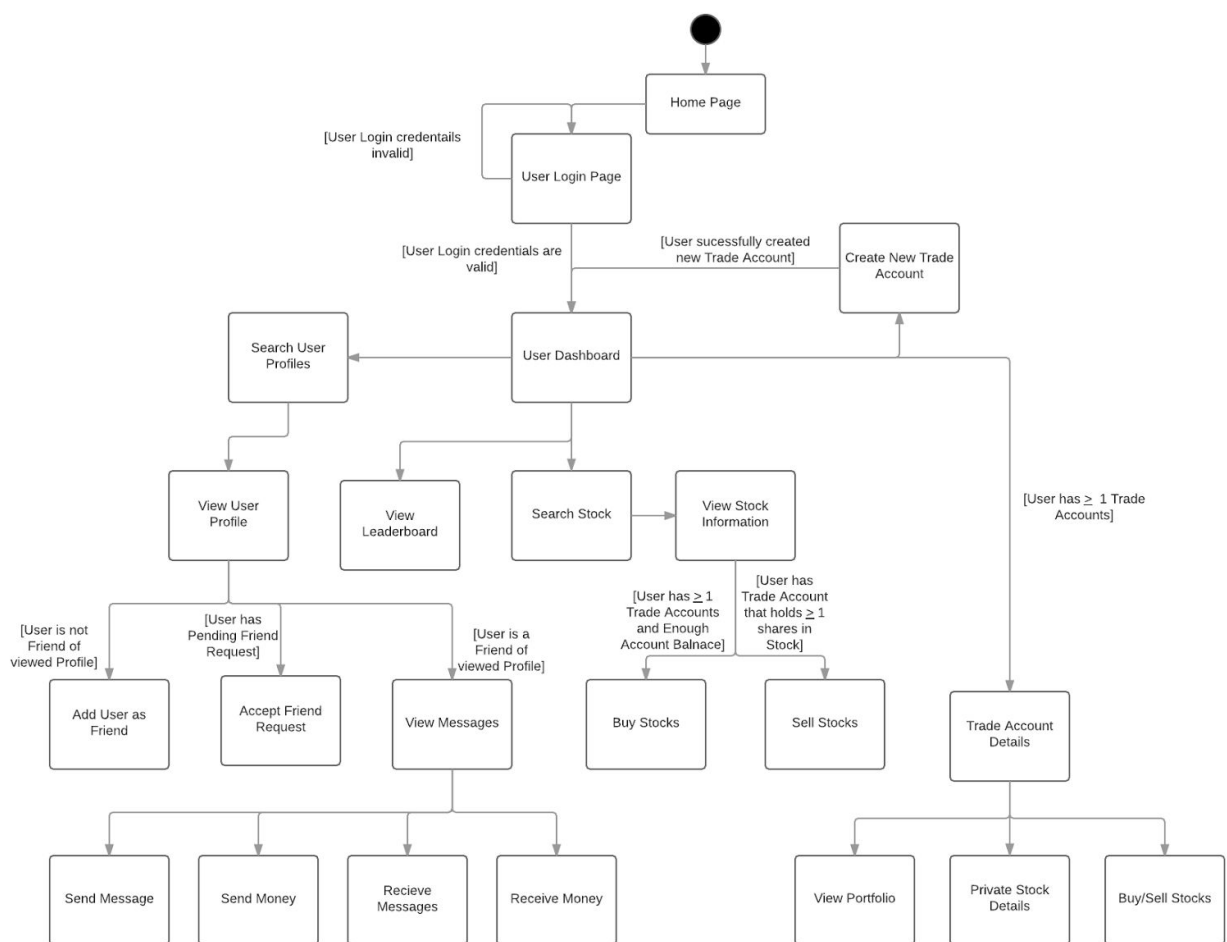 Home Page
[User Login credentails
invalid]
User Login Page
[User Login credentials are
valid]
[User sucessfully created
new Trade Account]
Create New Trade
Account
Search User
Profiles
User Dashboard
View User
Profile
View
Leaderboard
Search Stock
View Stock
Information
[User has ≥ 1 Trade
Accounts]
[User is not
Friend of
viewed Profile]
[User has
Pending Friend
Request]
[User is a
Friend of
viewed Profile]
[User has ≥ 1
Trade Accounts
and Enough
Account Balnace]
[User has
Trade Account
that holds ≥ 1
shares in
Stock]
Add User as
Friend
Accept Friend
Request
View Messages
Buy Stocks
Sell Stocks
Trade Account
Details
Send Message
Send Money
Recieve
Messages
Receive Money
View Portfolio
Private Stock
Details
Buy/Sell Stocks